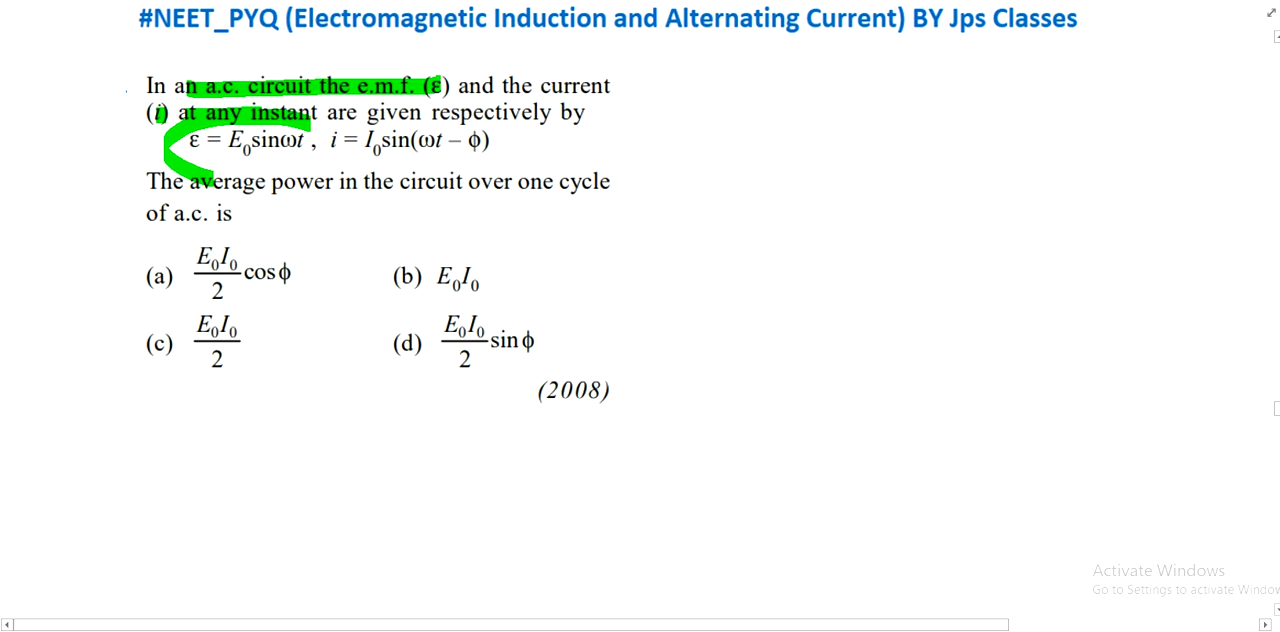 #NEET_PYQ (Electromagnetic Induction and Alternating Current) BY Jps Classes
In an a.c. circuit the e.m.f. (ε) and the current
(i) at any instant are given respectively by
ε = E₀sinωt , i = I₀sin(ωt – ϕ)
The average power in the circuit over one cycle
of a.c. is
(a) E₀I₀/2 cosϕ (b) E₀I₀
(c) E₀I₀/2 (d) E₀I₀/2 sinϕ
(2008)
Activate Windows
Go to Settings to activate Window